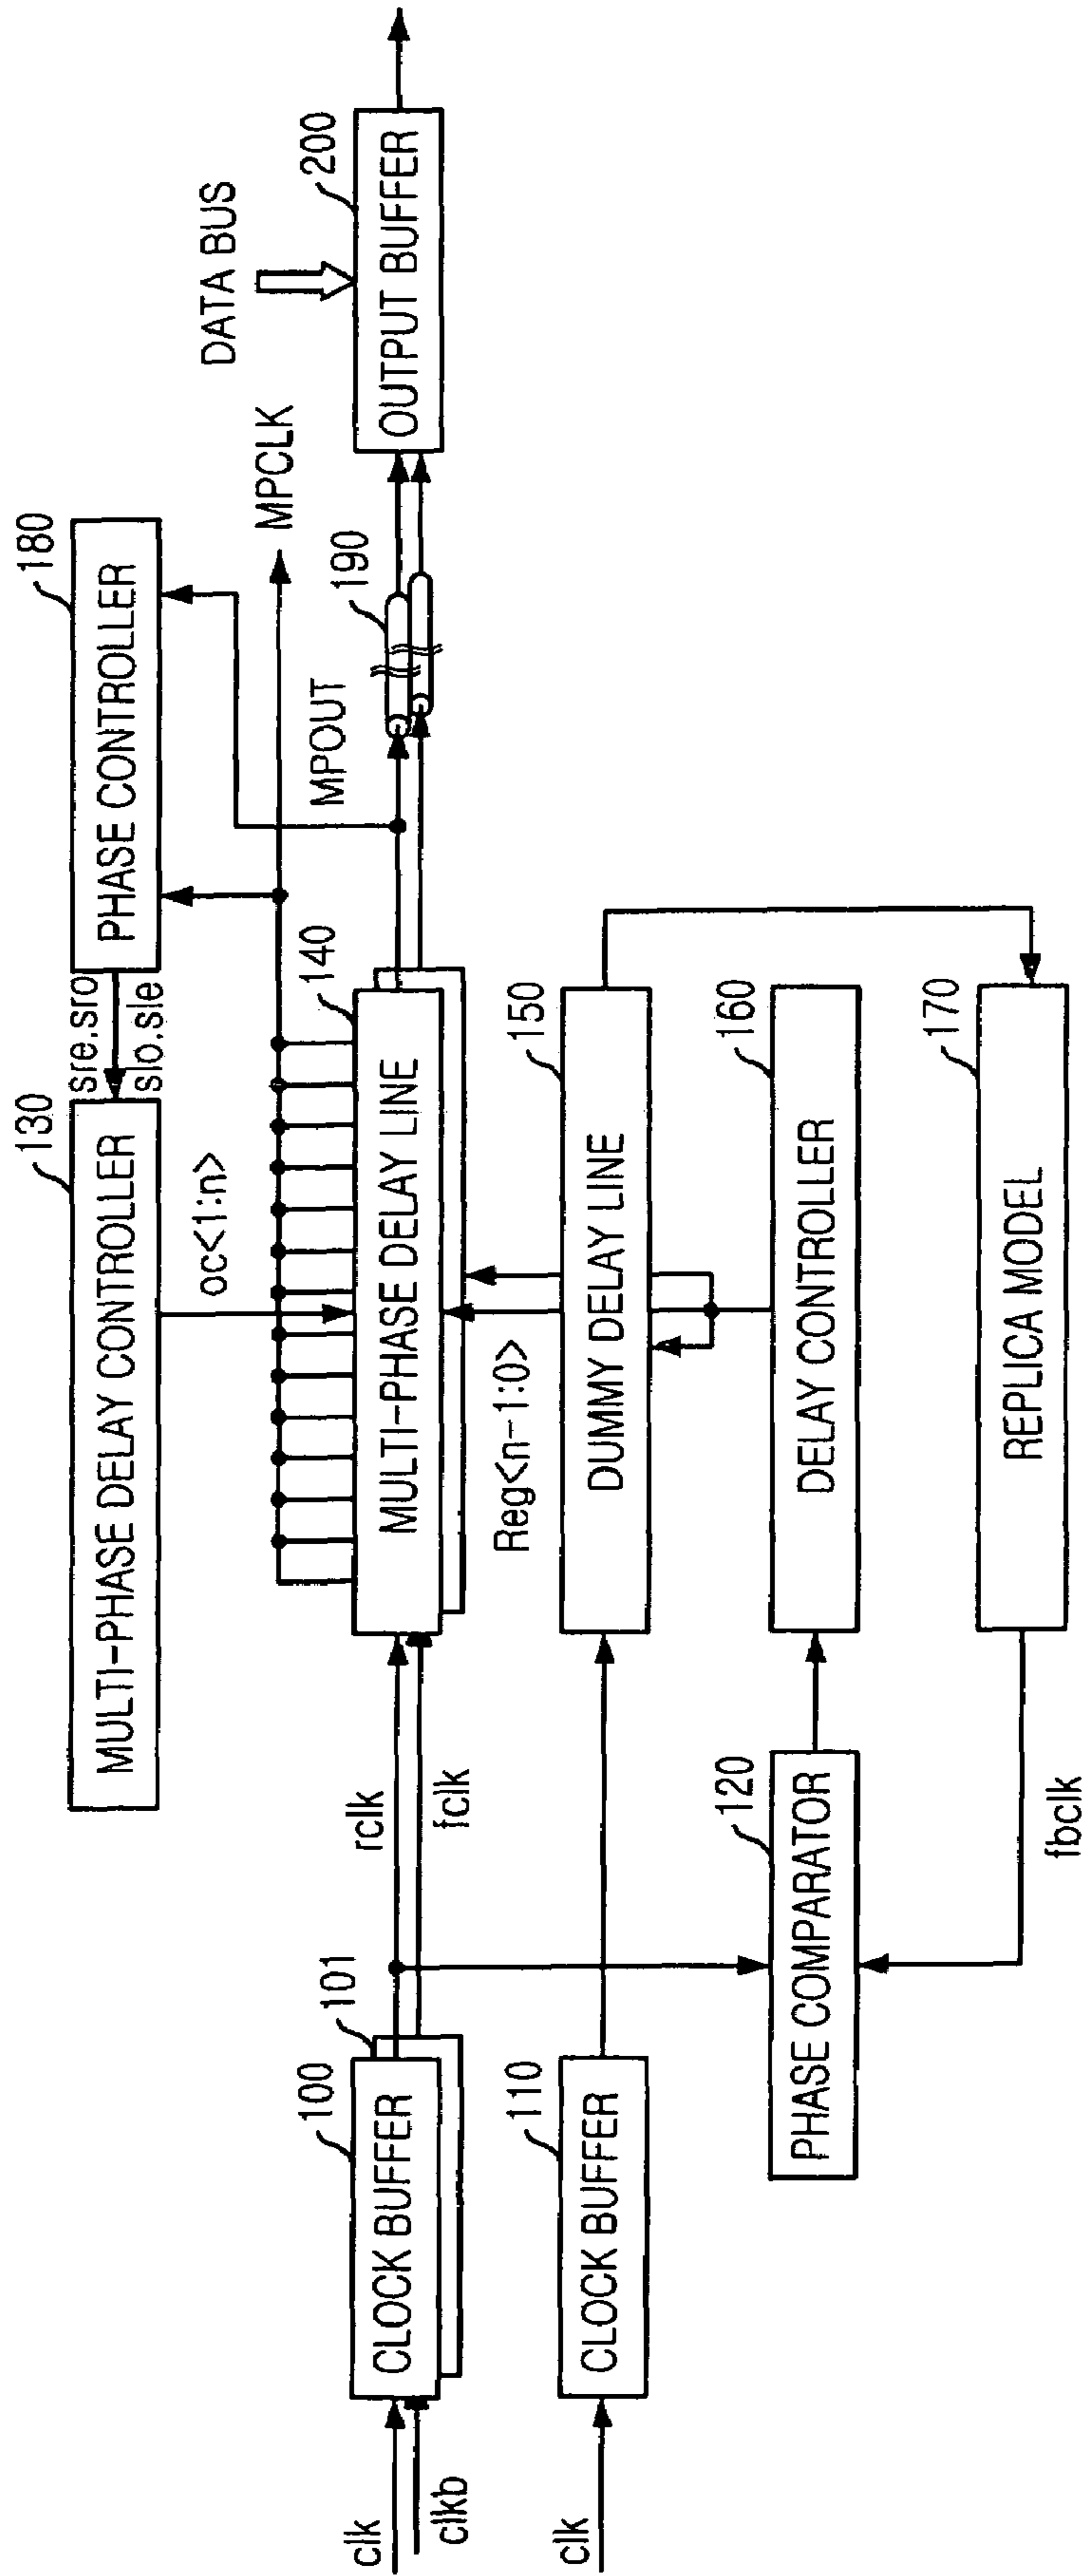 130
MULTI-PHASE DELAY CONTROLLER
sre.sro
slo.sle
180
PHASE CONTROLLER
oc<1:n>
MPCLK
DATA BUS
100
101
CLOCK BUFFER
clk
clkb
rclk
fclk
140
MULTI-PHASE DELAY LINE
MPOUT
190
200
OUTPUT BUFFER
Reg<n-1:0>
110
CLOCK BUFFER
clk
150
DUMMY DELAY LINE
120
PHASE COMPARATOR
160
DELAY CONTROLLER
170
REPLICA MODEL
fbclk